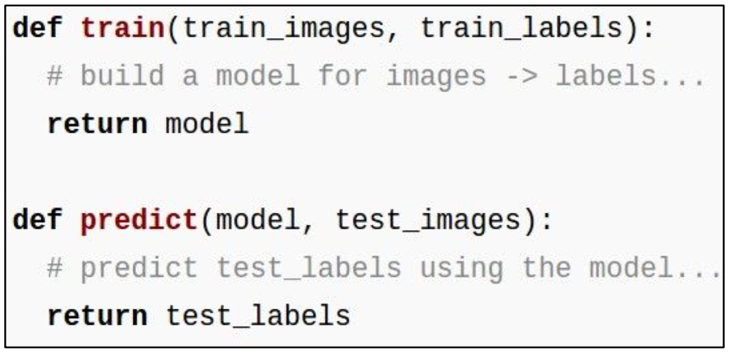 def train(train_images, train_labels):
# build a model for images -> labels...
return model
def predict(model, test_images):
# predict test_labels using the model...
return test_labels